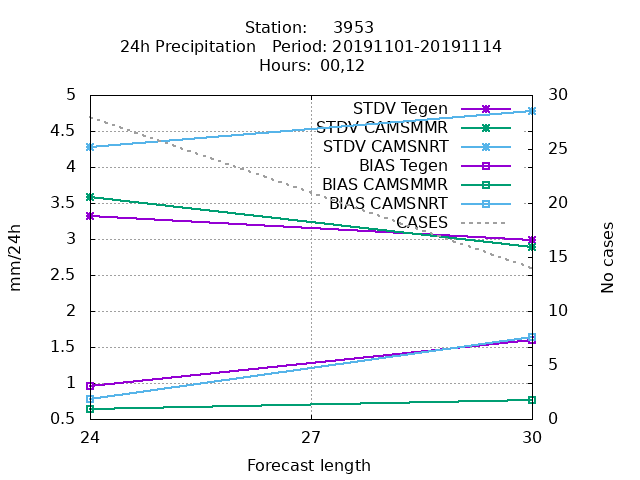 Station: 3953
24h Precipitation Period: 20191101-20191114
Hours: 00,12
5
4.5
4
3.5
3
2.5
2
1.5
1
0.5
30
25
20
15
10
5
0
STDV Tegen
STDV CAMSMMR
STDV CAMSNRT
BIAS Tegen
BIAS CAMSMMR
BIAS CAMSNRT
CASES
mm/24h
No cases
24 27 30
Forecast length